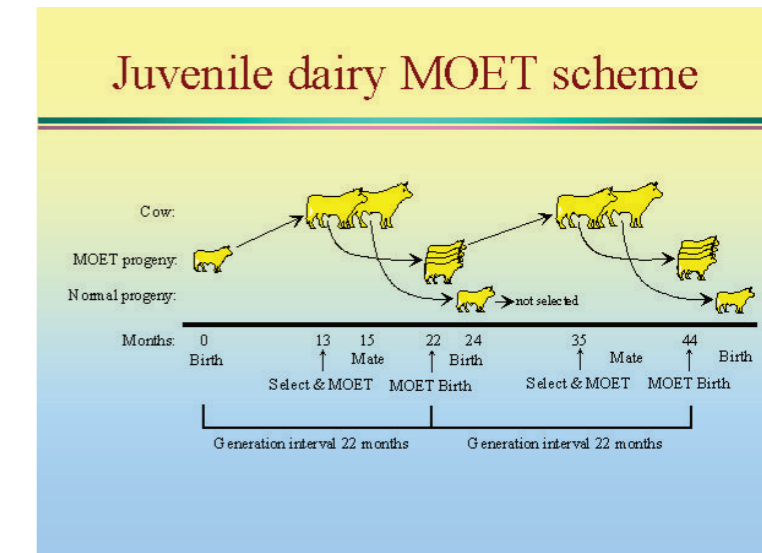 Juvenile dairy MOET scheme
Cow:
MOET progeny:
Normal progeny:
not selected
Months: 0 13 15 22 24 35 44
Birth Mate Birth Mate Birth
Select & MOET MOET Birth Select & MOET MOET Birth
Generation interval 22 months Generation interval 22 months